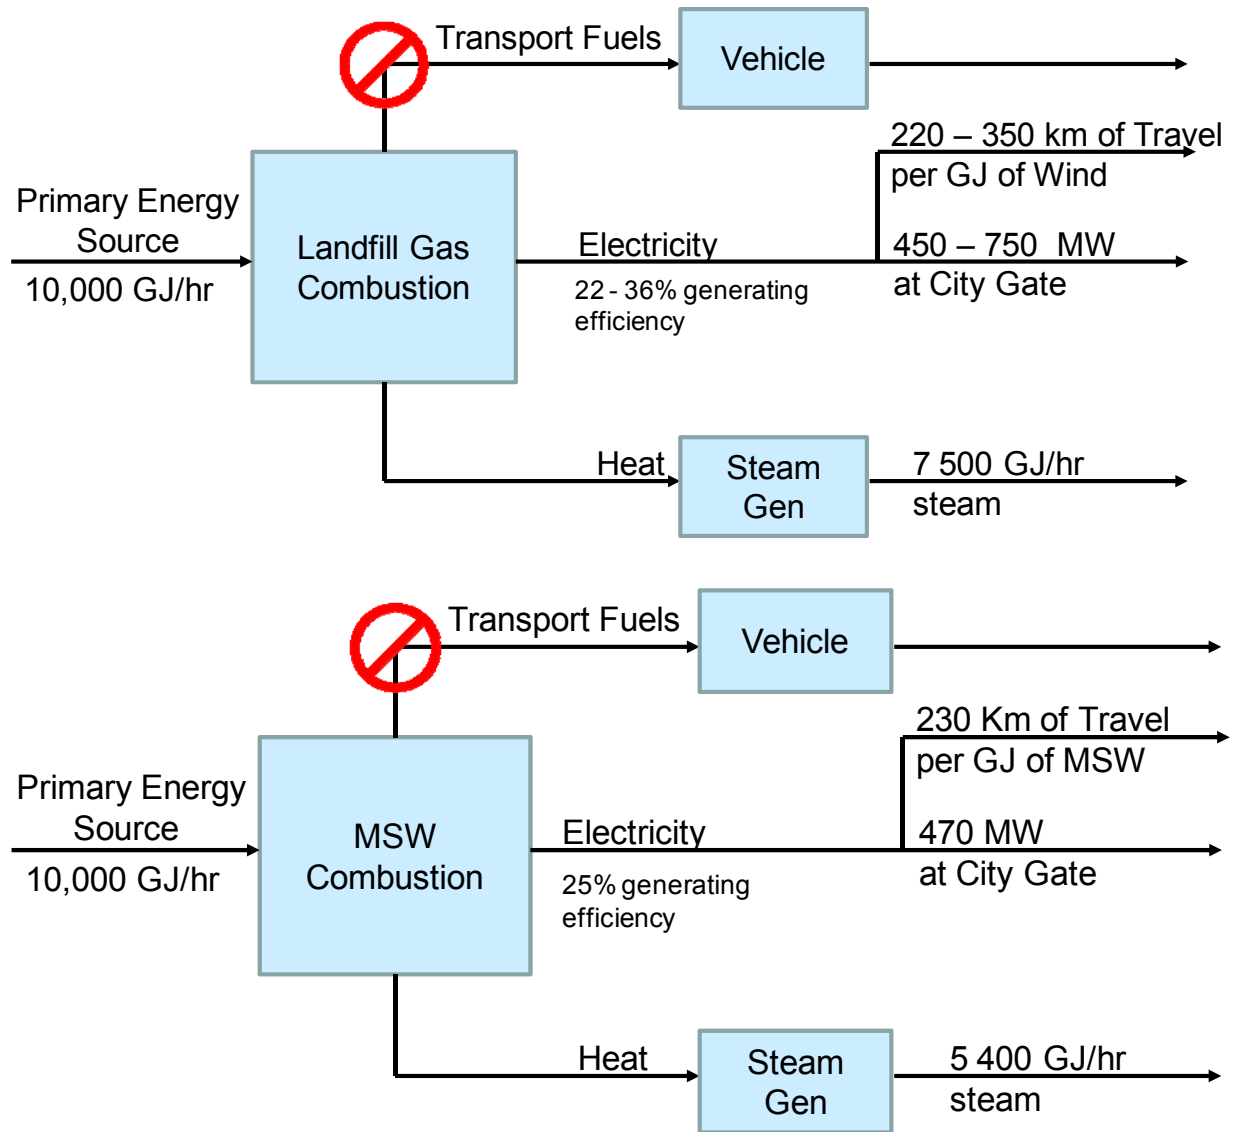 Transport Fuels
Vehicle
220 – 350 km of Travel
per GJ of Wind
Primary Energy
Source
10,000 GJ/hr
Landfill Gas
Combustion
Electricity
22 - 36% generating
efficiency
450 – 750 MW
at City Gate
Heat
Steam
Gen
7 500 GJ/hr
steam
Transport Fuels
Vehicle
230 Km of Travel
per GJ of MSW
Primary Energy
Source
10,000 GJ/hr
MSW
Combustion
Electricity
25% generating
efficiency
470 MW
at City Gate
Heat
Steam
Gen
5 400 GJ/hr
steam